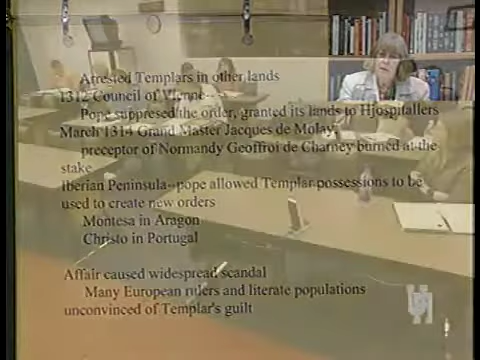 Arrested Templars in other lands
1312 Council of Vienne--
Pope suppresed the order, granted its lands to Hjospitallers
March 1314 Grand Master Jacques de Molay,
preceptor of Normandy Geoffroi de Charney burned at the
stake
Iberian Peninsula--pope allowed Templar possessions to be
used to create new orders
Montesa in Aragon
Christo in Portugal
Affair caused widespread scandal
Many European rulers and literate populations
unconvinced of Templar's guilt